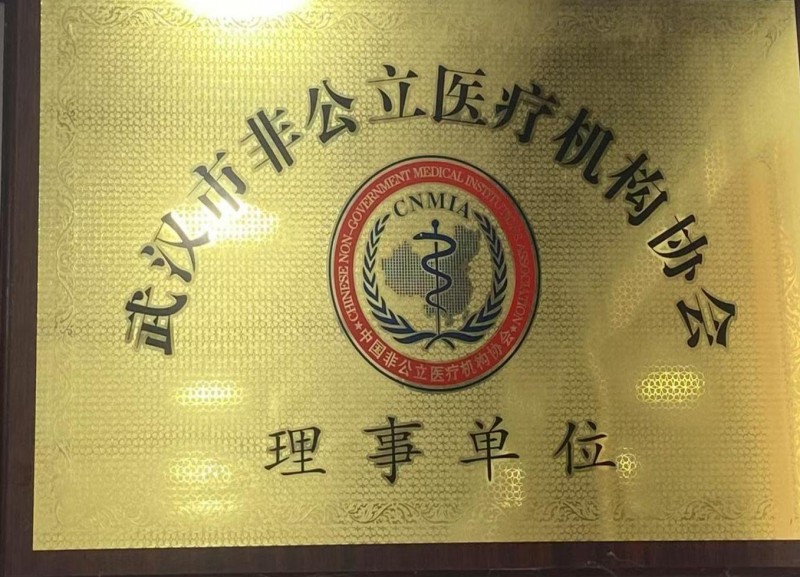 武汉市非公立医疗机构协会
CHINESE NON-GOVERNMENT MEDICAL INSTITUTIONS ASSOCIATION
CNMIA
★中国非公立医疗机构协会★
理事单位